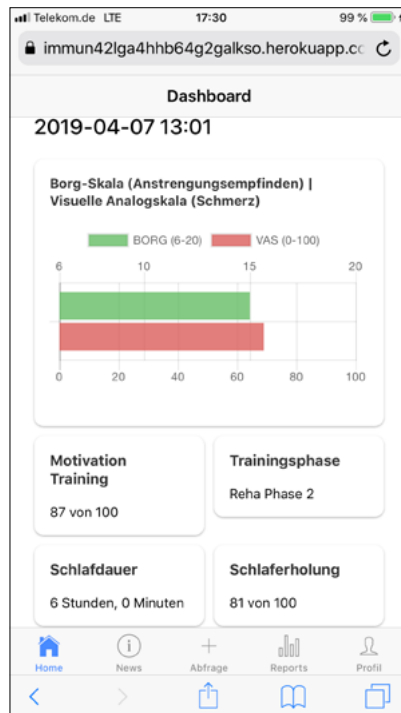 Telekom.de LTE 17:30 99 %
immun42lga4hhb64g2galkso.herokuapp.cc
Dashboard
2019-04-07 13:01
Borg-Skala (Anstrengungsempfinden) |
Visuelle Analogskala (Schmerz)
BORG (6-20) VAS (0-100)
6 10 15 20
0 20 40 60 80 100
Motivation
Training
87 von 100
Trainingsphase
Reha Phase 2
Schlafdauer
6 Stunden, 0 Minuten
Schlaferholung
81 von 100
Home News Abfrage Reports Profil